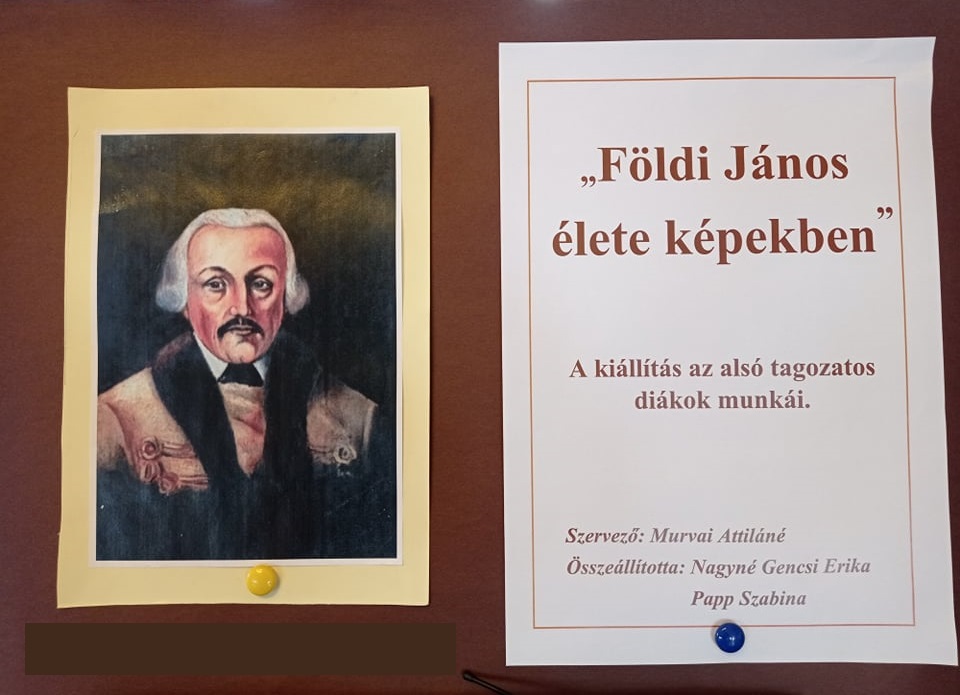 „Földi János
élete képekben”
A kiállítás az alsó tagozatos
diákok munkái.
Szervező: Murvai Attiláné
Összeállította: Nagyné Gencsi Erika
Papp Szabina